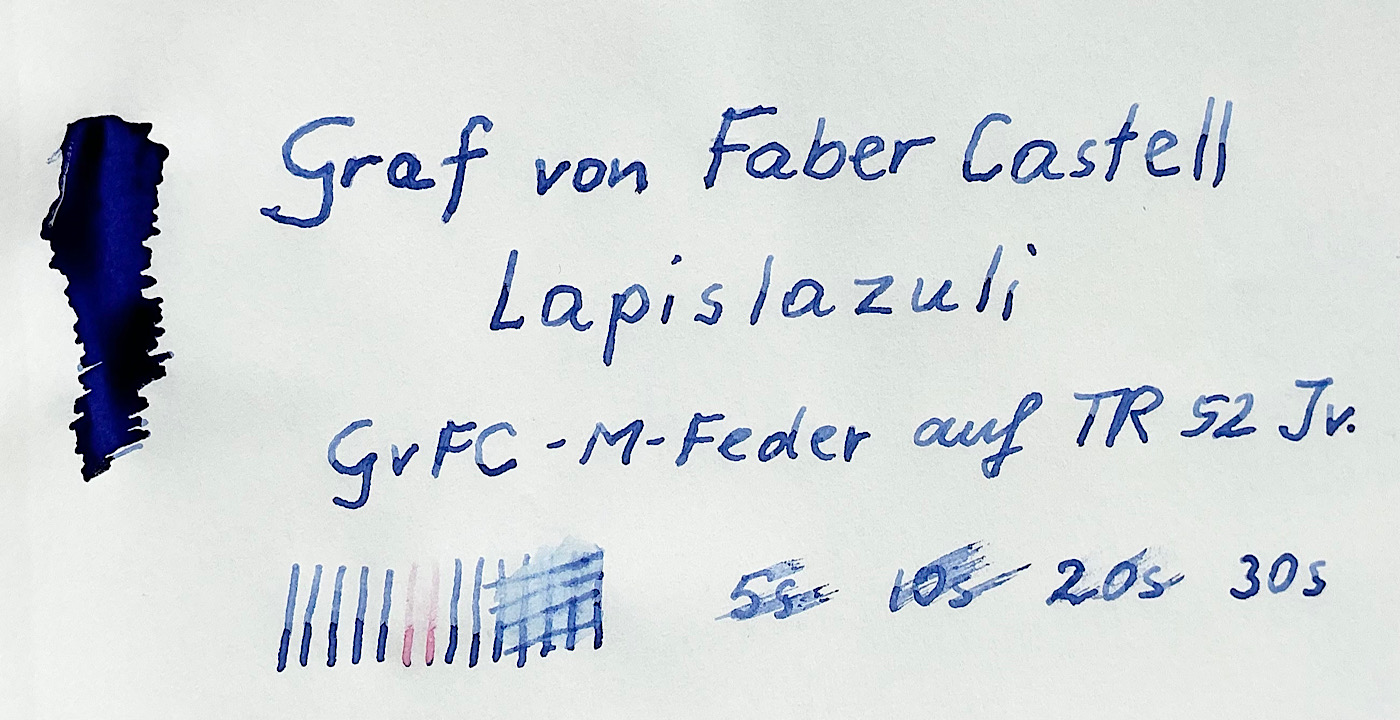 Graf von Faber Castell
Lapislazuli
GvFC-M-Feder auf TR 52 Jv.
5s 10s 20s 30s